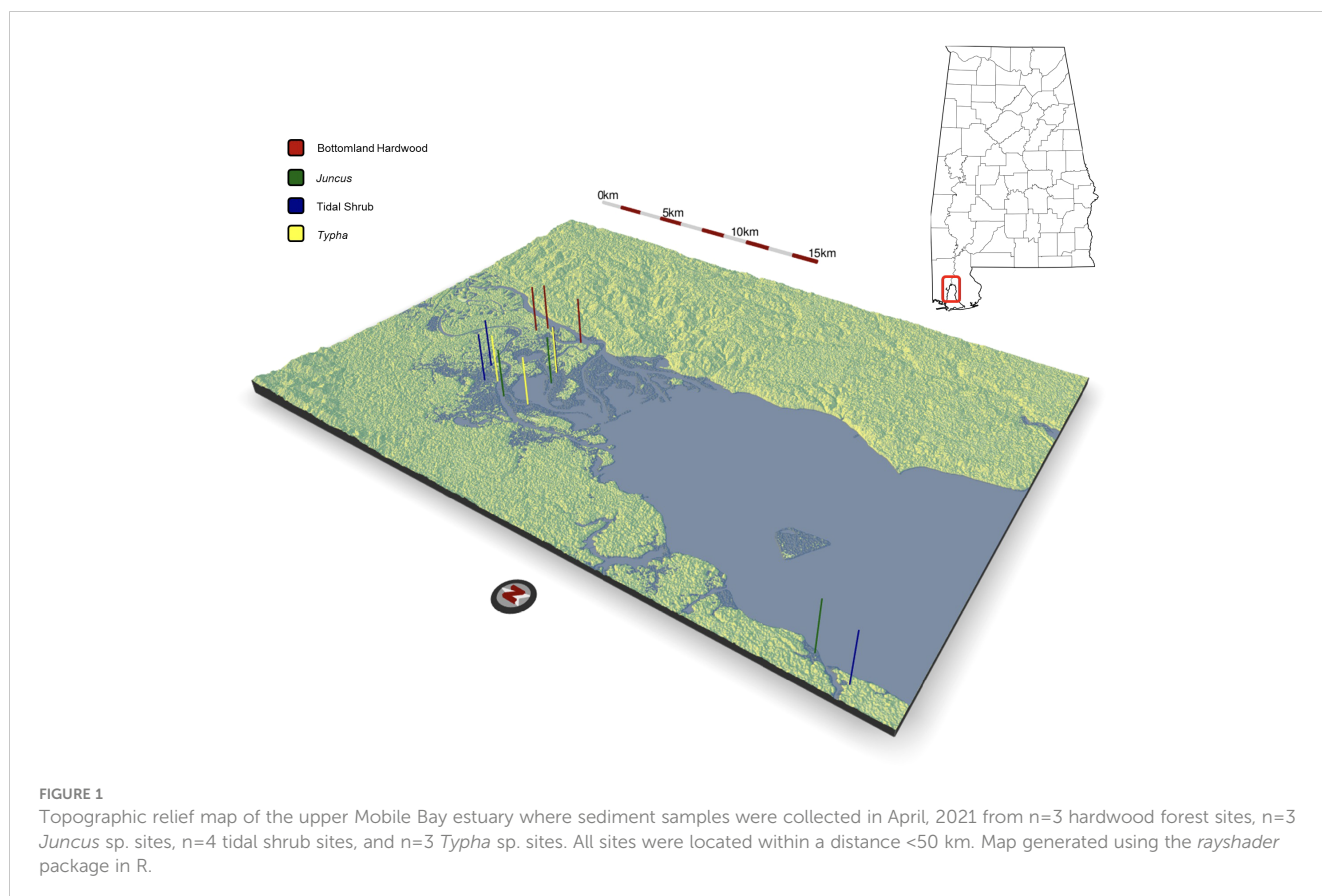 Bottomland Hardwood
Juncus
Tidal Shrub
Typha
0km
5km
10km
15km
N
FIGURE 1
Topographic relief map of the upper Mobile Bay estuary where sediment samples were collected in April, 2021 from n=3 hardwood forest sites, n=3
Juncus sp. sites, n=4 tidal shrub sites, and n=3 Typha sp. sites. All sites were located within a distance <50 km. Map generated using the rayshader
package in R.